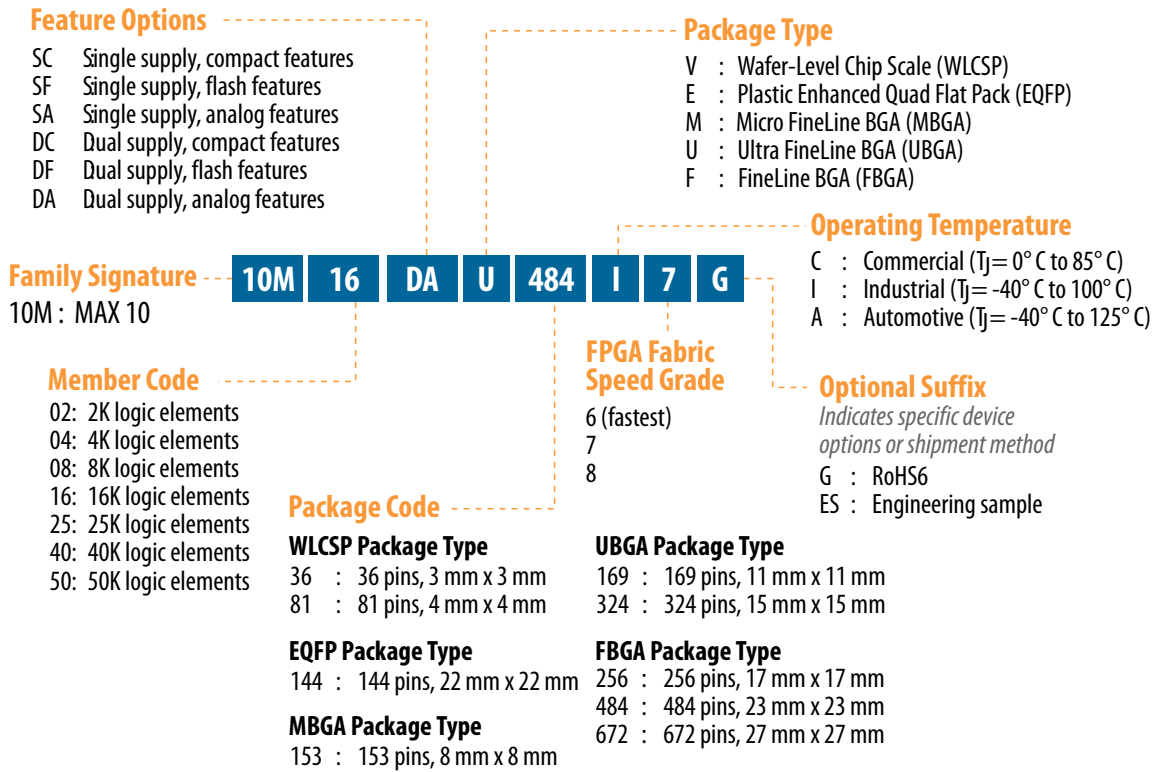 Feature Options
SC Single supply, compact features
SF Single supply, flash features
SA Single supply, analog features
DC Dual supply, compact features
DF Dual supply, flash features
DA Dual supply, analog features
Package Type
V : Wafer-Level Chip Scale (WLCSP)
E : Plastic Enhanced Quad Flat Pack (EQFP)
M : Micro FineLine BGA (MBGA)
U : Ultra FineLine BGA (UBGA)
F : FineLine BGA (FBGA)
Operating Temperature
C : Commercial (TJ= 0° C to 85° C)
I : Industrial (TJ= -40° C to 100° C)
A : Automotive (TJ= -40° C to 125° C)
Family Signature
10M : MAX 10
10M 16 DA U 484 I 7 G
Member Code
02: 2K logic elements
04: 4K logic elements
08: 8K logic elements
16: 16K logic elements
25: 25K logic elements
40: 40K logic elements
50: 50K logic elements
FPGA Fabric
Speed Grade
6 (fastest)
7
8
Optional Suffix
Indicates specific device
options or shipment method
G : RoHS6
ES : Engineering sample
Package Code
WLCSP Package Type
36 : 36 pins, 3 mm x 3 mm
81 : 81 pins, 4 mm x 4 mm
EQFP Package Type
144 : 144 pins, 22 mm x 22 mm
MBGA Package Type
153 : 153 pins, 8 mm x 8 mm
UBGA Package Type
169 : 169 pins, 11 mm x 11 mm
324 : 324 pins, 15 mm x 15 mm
FBGA Package Type
256 : 256 pins, 17 mm x 17 mm
484 : 484 pins, 23 mm x 23 mm
672 : 672 pins, 27 mm x 27 mm